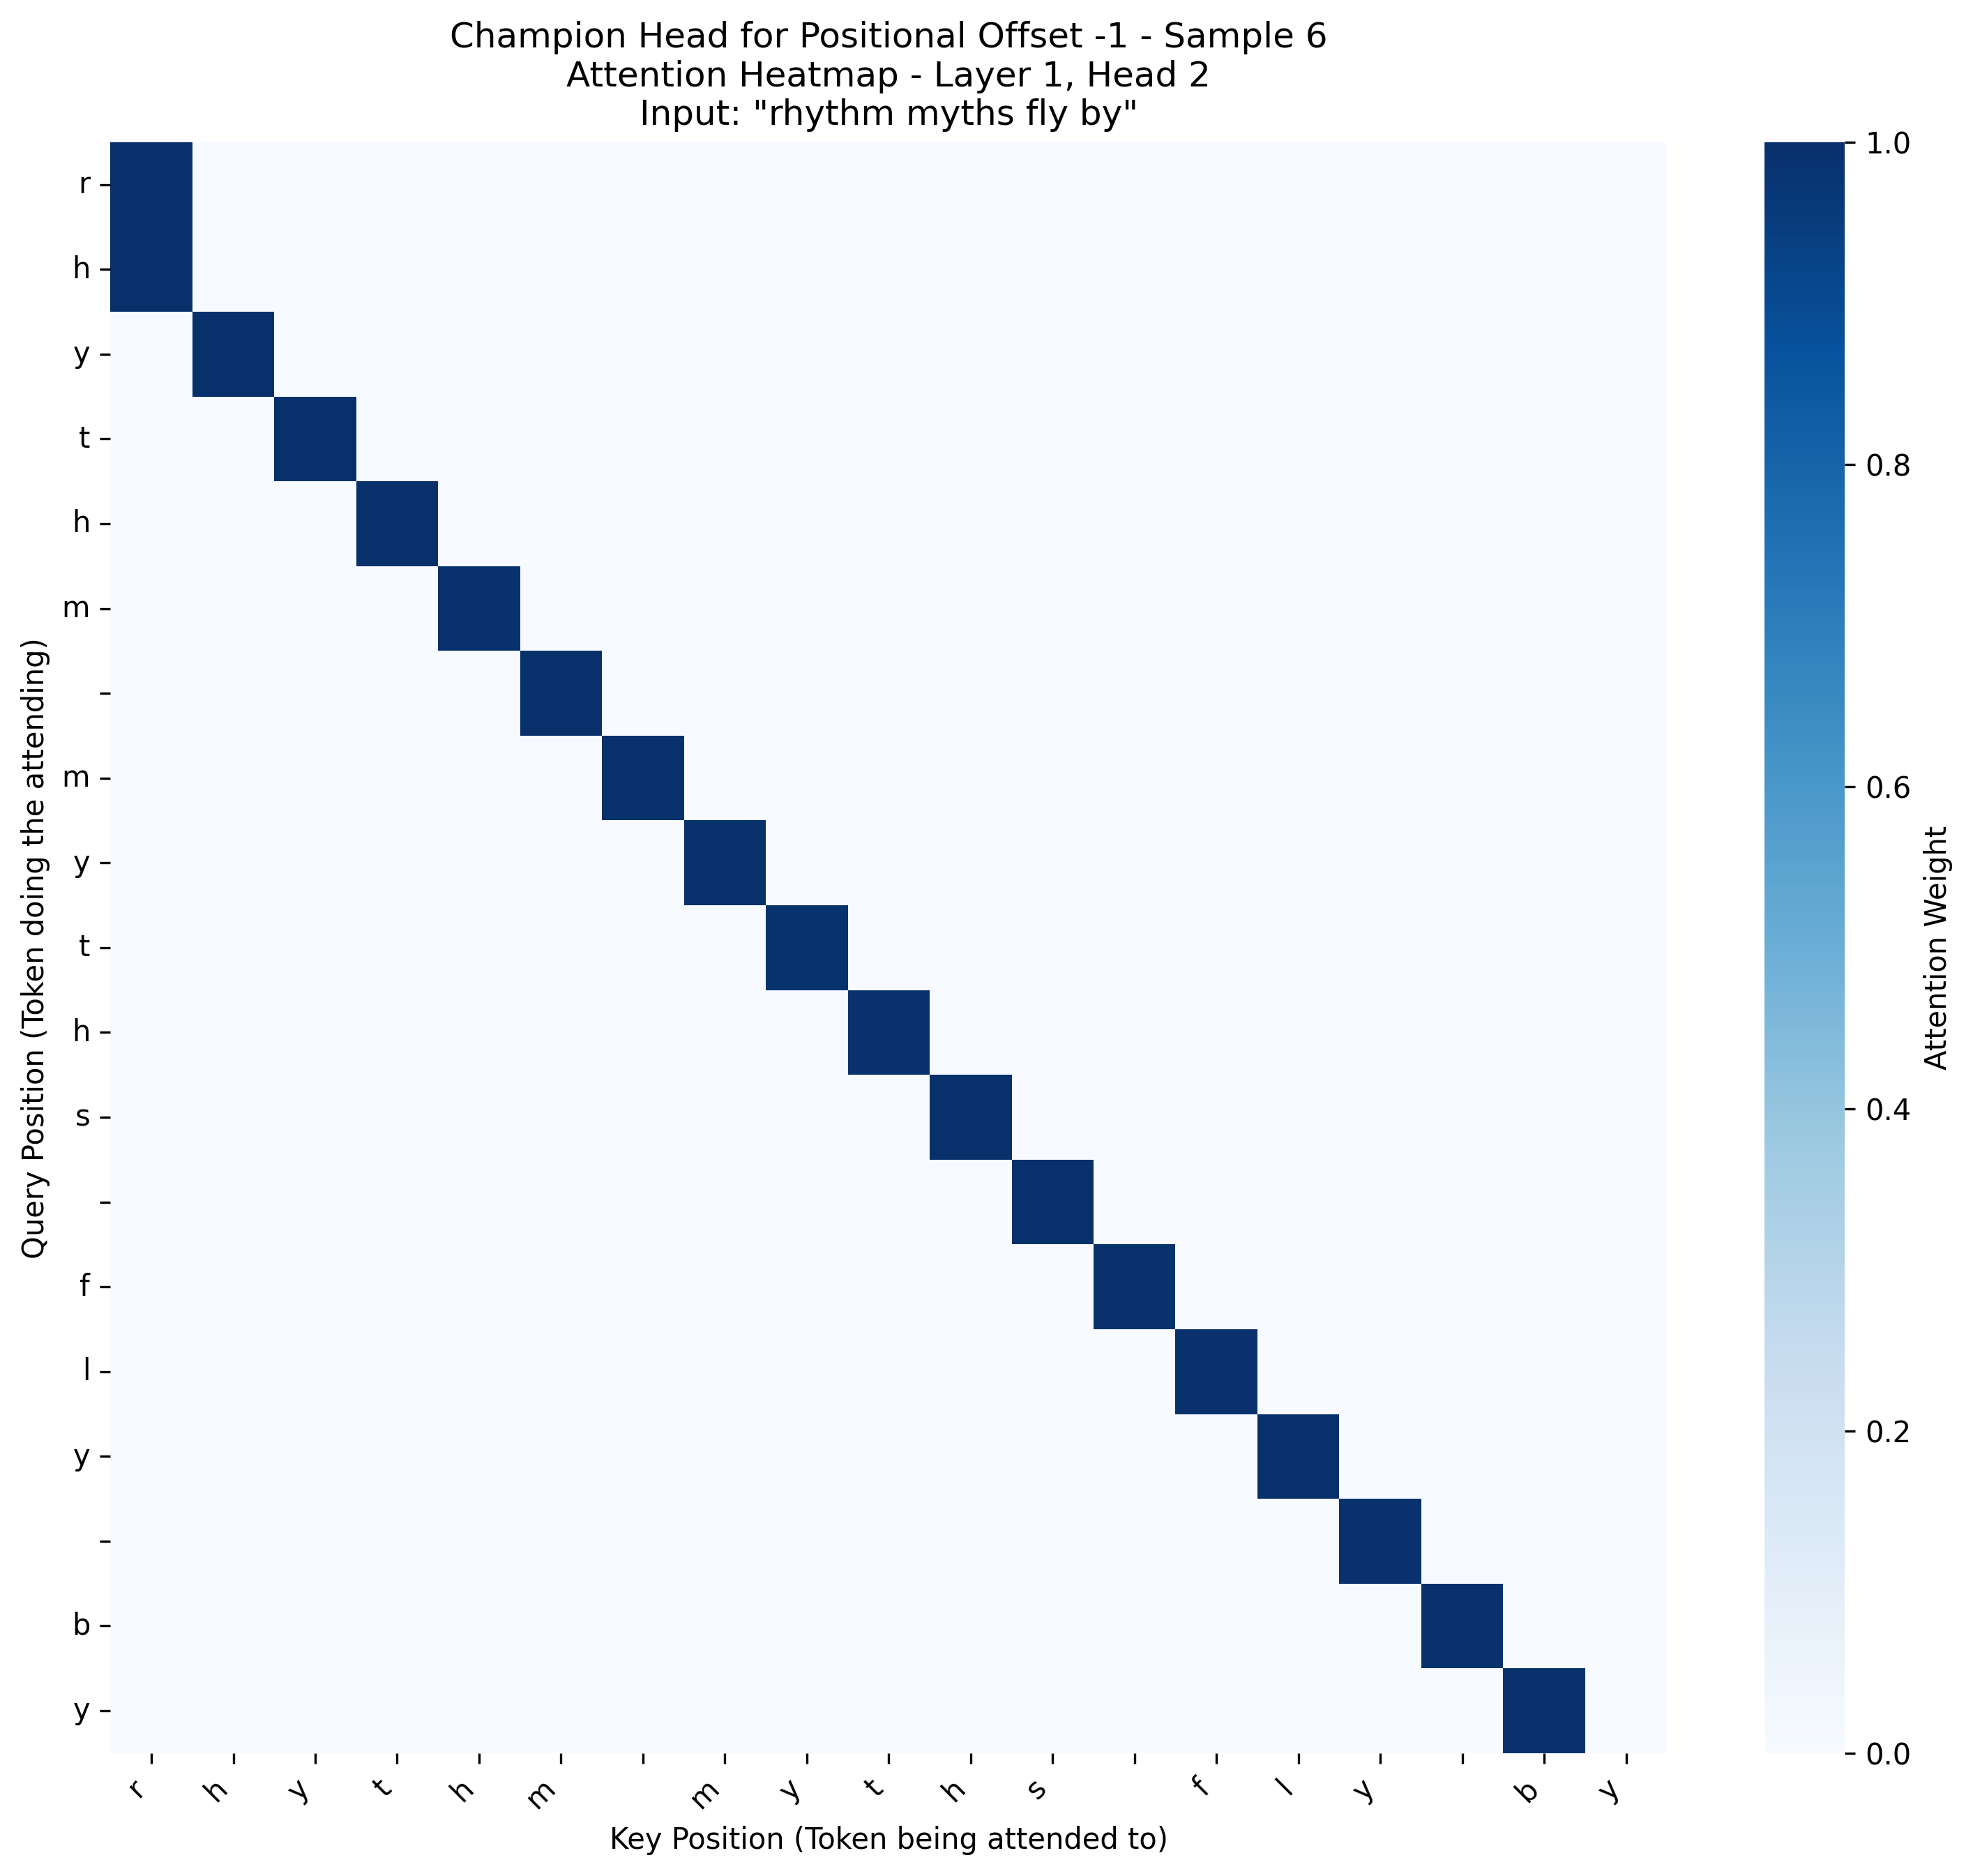 Champion Head for Positional Offset -1 - Sample 6
Attention Heatmap - Layer 1, Head 2
Input: "rhythm myths fly by"
r
h
y
t
h
m
m
y
t
h
s
f
l
y
b
y
Query Position (Token doing the attending)
r h y t h m m y t h s f l y b y
Key Position (Token being attended to)
1.0
0.8
0.6
0.4
0.2
0.0
Attention Weight